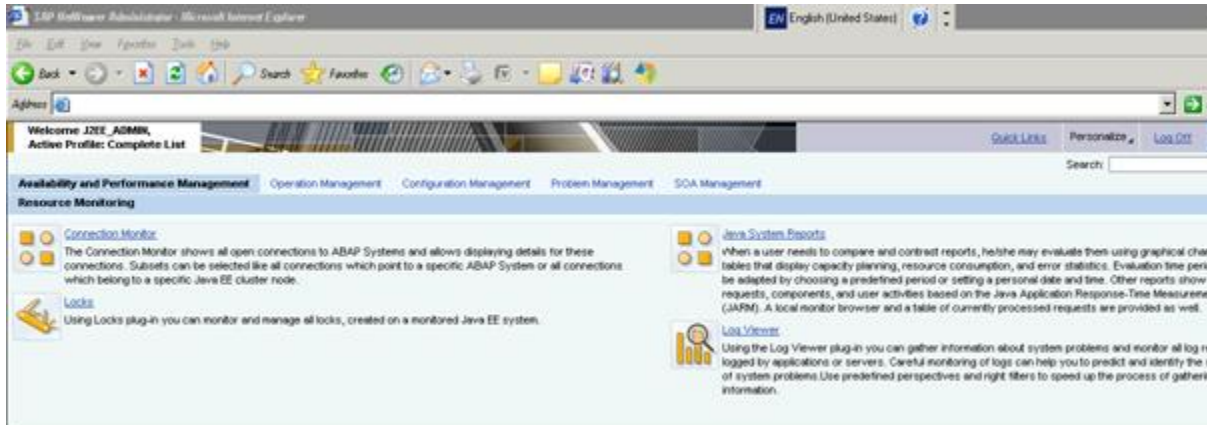 SAP NetWeaver Administrator - Microsoft Internet Explorer
EN English (United States)
File Edit View Favorites Tools Help
Back Search Favorites
Address
Welcome J2EE_ADMIN,
Active Profile: Complete List
Quick Links Personalize Log Off
Search:
Availability and Performance Management Operation Management Configuration Management Problem Management SOA Management
Resource Monitoring
Connection Monitor
The Connection Monitor shows all open connections to ABAP Systems and allows displaying details for these
connections. Subsets can be selected like all connections which point to a specific ABAP System or all connections
which belong to a specific Java EE cluster node.
Locks
Using Locks plug-in you can monitor and manage all locks, created on a monitored Java EE system.
Java System Reports
When a user needs to compare and contrast reports, he/she may evaluate them using graphical
tables that display capacity planning, resource consumption, and error statistics. Evaluation time
be adapted by choosing a predefined period or setting a personal date and time. Other reports show
requests, components, and user activities based on the Java Application Response-Time
(JARM). A local monitor browser and a table of currently processed requests are provided as well.
Log Viewer
Using the Log Viewer plug-in you can gather information about system problems and monitor all log
logged by applications or servers. Careful monitoring of logs can help you to predict and identify the
of system problems.Use predefined perspectives and right filters to speed up the process of
information.